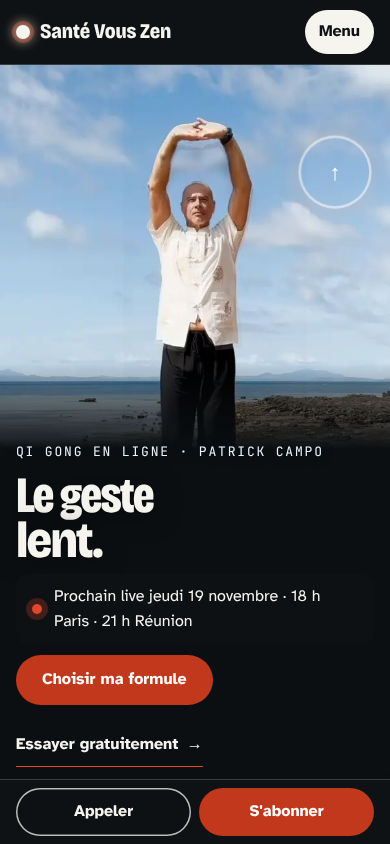 Santé Vous Zen
Menu
↑
QI GONG EN LIGNE · PATRICK CAMPO
Le geste
lent.
Prochain live jeudi 19 novembre · 18 h
Paris · 21 h Réunion
Choisir ma formule
Essayer gratuitement →
Appeler
S'abonner